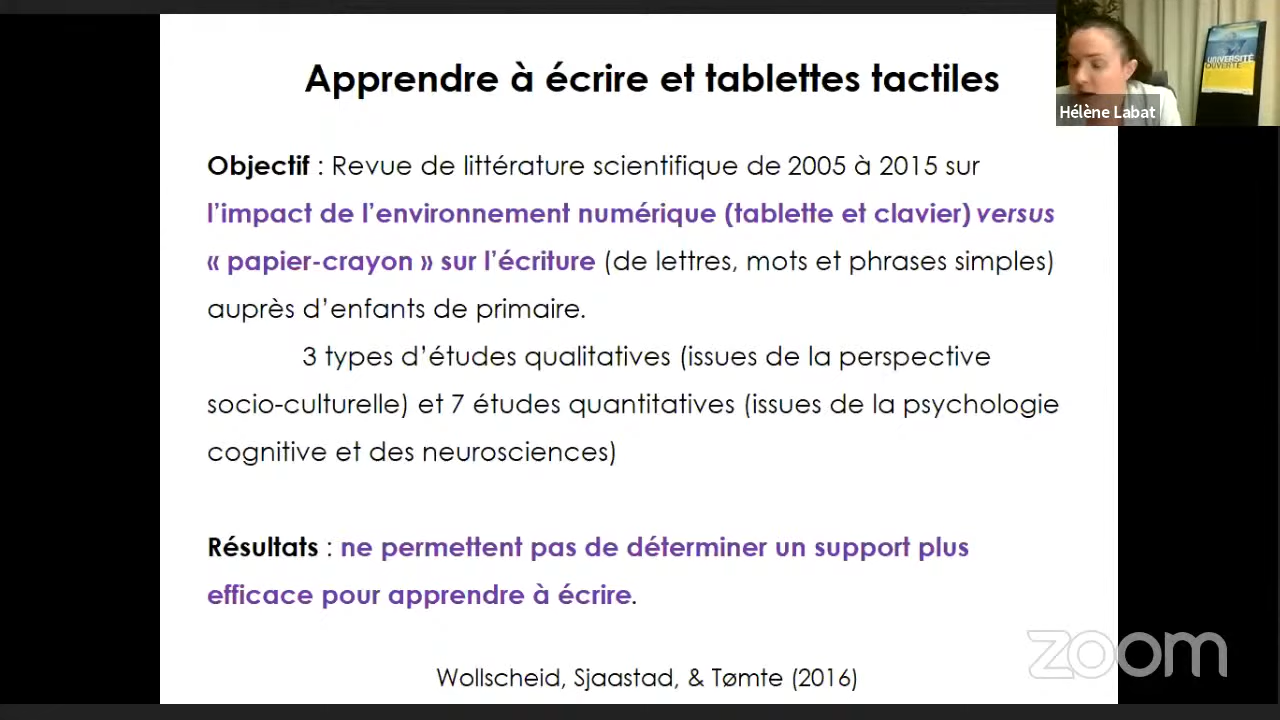 Apprendre à écrire et tablettes tactiles
UNIVERSITÉ
OUVERTE
Hélène Labat
Objectif : Revue de littérature scientifique de 2005 à 2015 sur
l'impact de l'environnement numérique (tablette et clavier) versus
« papier-crayon » sur l'écriture (de lettres, mots et phrases simples)
auprès d'enfants de primaire.
3 types d'études qualitatives (issues de la perspective
socio-culturelle) et 7 études quantitatives (issues de la psychologie
cognitive et des neurosciences)
Résultats : ne permettent pas de déterminer un support plus
efficace pour apprendre à écrire.
zoom
Wollscheid, Sjaastad, & Tømte (2016)